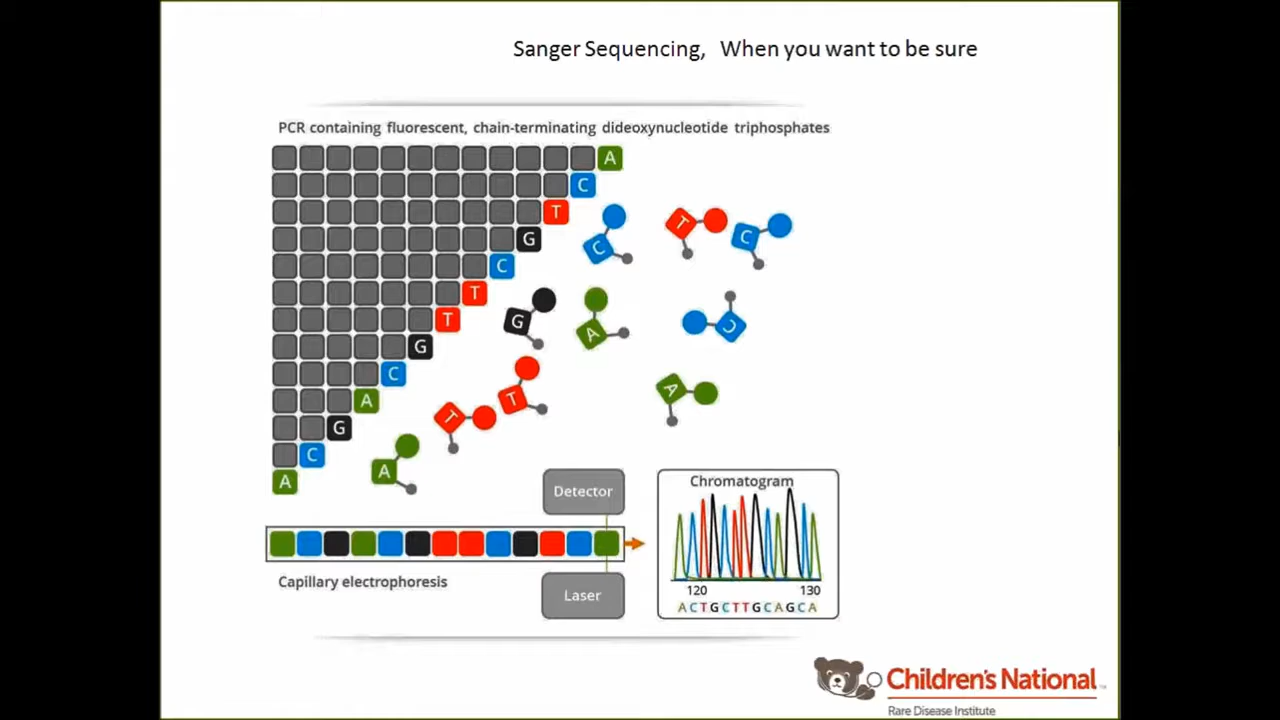 Sanger Sequencing, When you want to be sure
PCR containing fluorescent, chain-terminating dideoxynucleotide triphosphates
A
C
T
G
C
T
T
G
C
A
G
C
A
C
T
C
G
A
C
T
T
A
A
Detector
Chromatogram
120 130
ACTGCTTGCAGCA
Capillary electrophoresis
Laser
Children's National
Rare Disease Institute